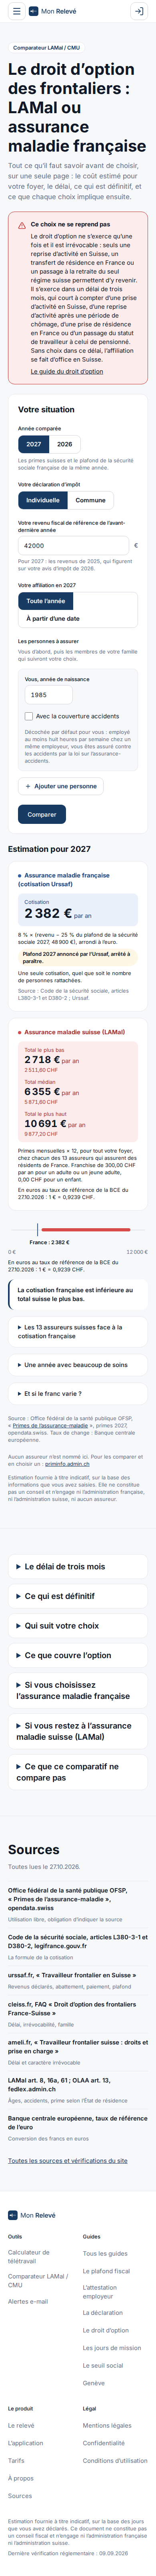 Mon Relevé
Comparateur LAMal / CMU
Le droit d'option
des frontaliers :
LAMal ou
assurance
maladie française
Tout ce qu'il faut savoir avant de choisir,
sur une seule page : le coût estimé pour
votre foyer, le délai, ce qui est définitif, et
ce que chaque choix implique ensuite.
Ce choix ne se reprend pas
Le droit d'option ne s'exerce qu'une
fois et il est irrévocable : seuls une
reprise d'activité en Suisse, un
transfert de résidence en France ou
un passage à la retraite du seul
régime suisse permettent d'y revenir.
Il s'exerce dans un délai de trois
mois, qui court à compter d'une prise
d'activité en Suisse, d'une reprise
d'activité après une période de
chômage, d'une prise de résidence
en France ou d'un passage du statut
de travailleur à celui de pensionné.
Sans choix dans ce délai, l'affiliation
se fait d'office en Suisse.
Le guide du droit d'option
Votre situation
Année comparée
2027 2026
Les primes suisses et le plafond de la sécurité
sociale française de la même année.
Votre déclaration d'impôt
Individuelle Commune
Votre revenu fiscal de référence de l'avant-
dernière année
42000 €
Pour 2027 : les revenus de 2025, qui figurent
sur votre avis d'impôt de 2026.
Votre affiliation en 2027
Toute l'année
À partir d'une date
Les personnes à assurer
Vous d'abord, puis les membres de votre famille
qui suivront votre choix.
Vous, année de naissance
1985
Avec la couverture accidents
Décochée par défaut pour vous : employé
au moins huit heures par semaine chez un
même employeur, vous êtes assuré contre
les accidents par la loi sur l'assurance-
accidents.
+ Ajouter une personne
Comparer
Estimation pour 2027
Assurance maladie française
(cotisation Urssaf)
Cotisation
2 382 € par an
8 % × (revenu − 25 % du plafond de la sécurité
sociale 2027, 48 900 €), arrondi à l'euro.
Plafond 2027 annoncé par l'Urssaf, arrêté à
paraître.
Une seule cotisation, quel que soit le nombre
de personnes rattachées.
Source : Code de la sécurité sociale, articles
L380-3-1 et D380-2 ; Urssaf.
Assurance maladie suisse (LAMal)
Total le plus bas
2 718 € par an
2 511,60 CHF
Total médian
6 355 € par an
5 871,60 CHF
Total le plus haut
10 691 € par an
9 877,20 CHF
Primes mensuelles × 12, pour tout votre foyer,
chez chacun des 13 assureurs qui assurent des
résidents de France. Franchise de 300,00 CHF
par an pour un adulte ou un jeune adulte,
0,00 CHF pour un enfant.
En euros au taux de référence de la BCE du
27.10.2026 : 1 € = 0,9239 CHF.
France : 2 382 €
0 € 12 000 €
En euros au taux de référence de la BCE du
27.10.2026 : 1 € = 0,9239 CHF.
La cotisation française est inférieure au
total suisse le plus bas.
Les 13 assureurs suisses face à la
cotisation française
Une année avec beaucoup de soins
Et si le franc varie ?
Source : Office fédéral de la santé publique OFSP,
« Primes de l'assurance-maladie », primes 2027,
opendata.swiss. Taux de change : Banque centrale
européenne.
Aucun assureur n'est nommé ici. Pour les comparer et
en choisir un : priminfo.admin.ch
Estimation fournie à titre indicatif, sur la base des
informations que vous avez saisies. Elle ne constitue
pas un conseil et n'engage ni l'administration française,
ni l'administration suisse, ni aucun assureur.
Le délai de trois mois
Ce qui est définitif
Qui suit votre choix
Ce que couvre l'option
Si vous choisissez
l'assurance maladie française
Si vous restez à l'assurance
maladie suisse (LAMal)
Ce que ce comparatif ne
compare pas
Sources
Toutes lues le 27.10.2026.
Office fédéral de la santé publique OFSP,
« Primes de l'assurance-maladie »,
opendata.swiss
Utilisation libre, obligation d'indiquer la source
Code de la sécurité sociale, articles L380-3-1 et
D380-2, legifrance.gouv.fr
La formule de la cotisation
urssaf.fr, « Travailleur frontalier en Suisse »
Revenus déclarés, abattement, paiement, plafond
cleiss.fr, FAQ « Droit d'option des frontaliers
France-Suisse »
Délai, irrévocabilité, famille
ameli.fr, « Travailleur frontalier suisse : droits et
prise en charge »
Délai et caractère irrévocable
LAMal art. 8, 16a, 61 ; OLAA art. 13,
fedlex.admin.ch
Âges, accidents, prime selon l'État de résidence
Banque centrale européenne, taux de référence
de l'euro
Conversion des francs en euros
Toutes les sources et vérifications du site
Mon Relevé
Outils
Calculateur de
télétravail
Comparateur LAMal /
CMU
Alertes e-mail
Guides
Tous les guides
Le plafond fiscal
L'attestation
employeur
La déclaration
Le droit d'option
Les jours de mission
Le seuil social
Genève
Le produit
Le relevé
L'application
Tarifs
À propos
Sources
Légal
Mentions légales
Confidentialité
Conditions d'utilisation
Estimation fournie à titre indicatif, sur la base des jours
que vous avez déclarés. Ce document ne constitue pas
un conseil fiscal et n'engage ni l'administration française
ni l'administration suisse.
Dernière vérification réglementaire : 09.09.2026